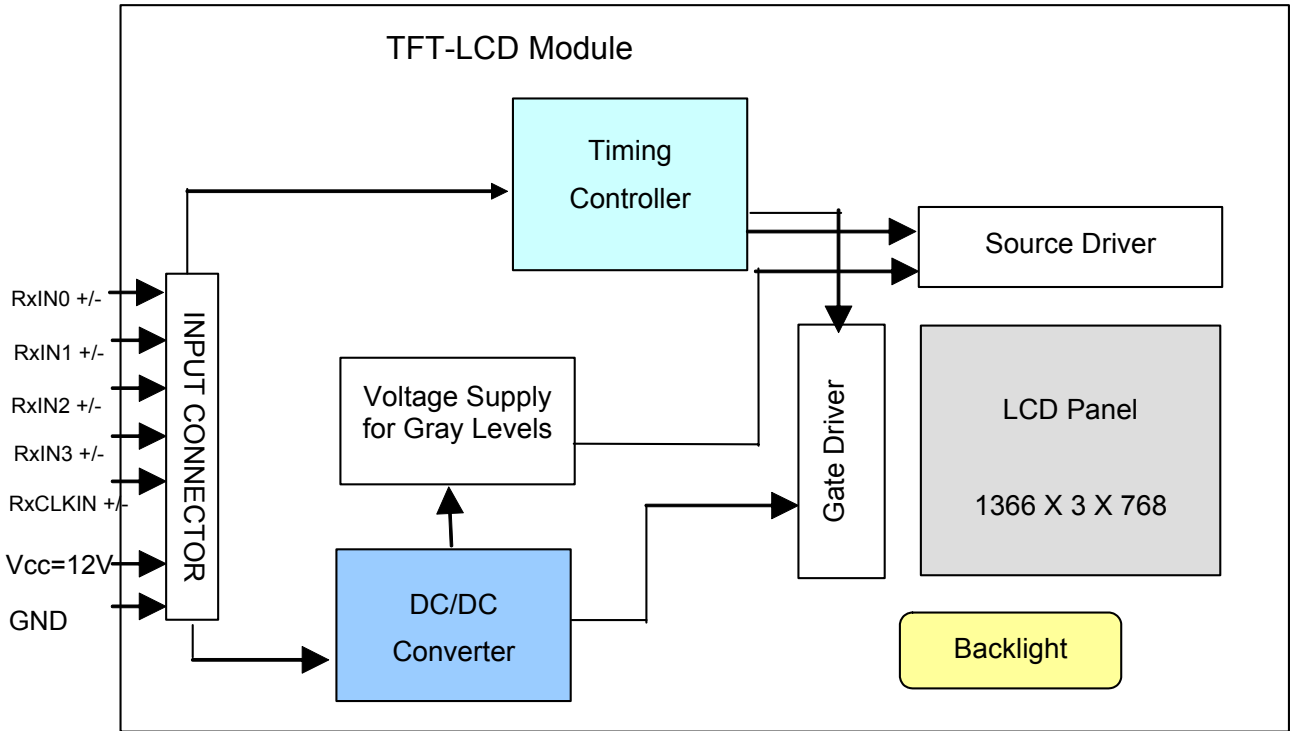 TFT-LCD Module
Timing
Controller
Source Driver
RxIN0 +/-
RxIN1 +/-
RxIN2 +/-
RxIN3 +/-
RxCLKIN +/-
Vcc=12V
GND
INPUT CONNECTOR
Voltage Supply
for Gray Levels
Gate Driver
LCD Panel
1366 X 3 X 768
DC/DC
Converter
Backlight